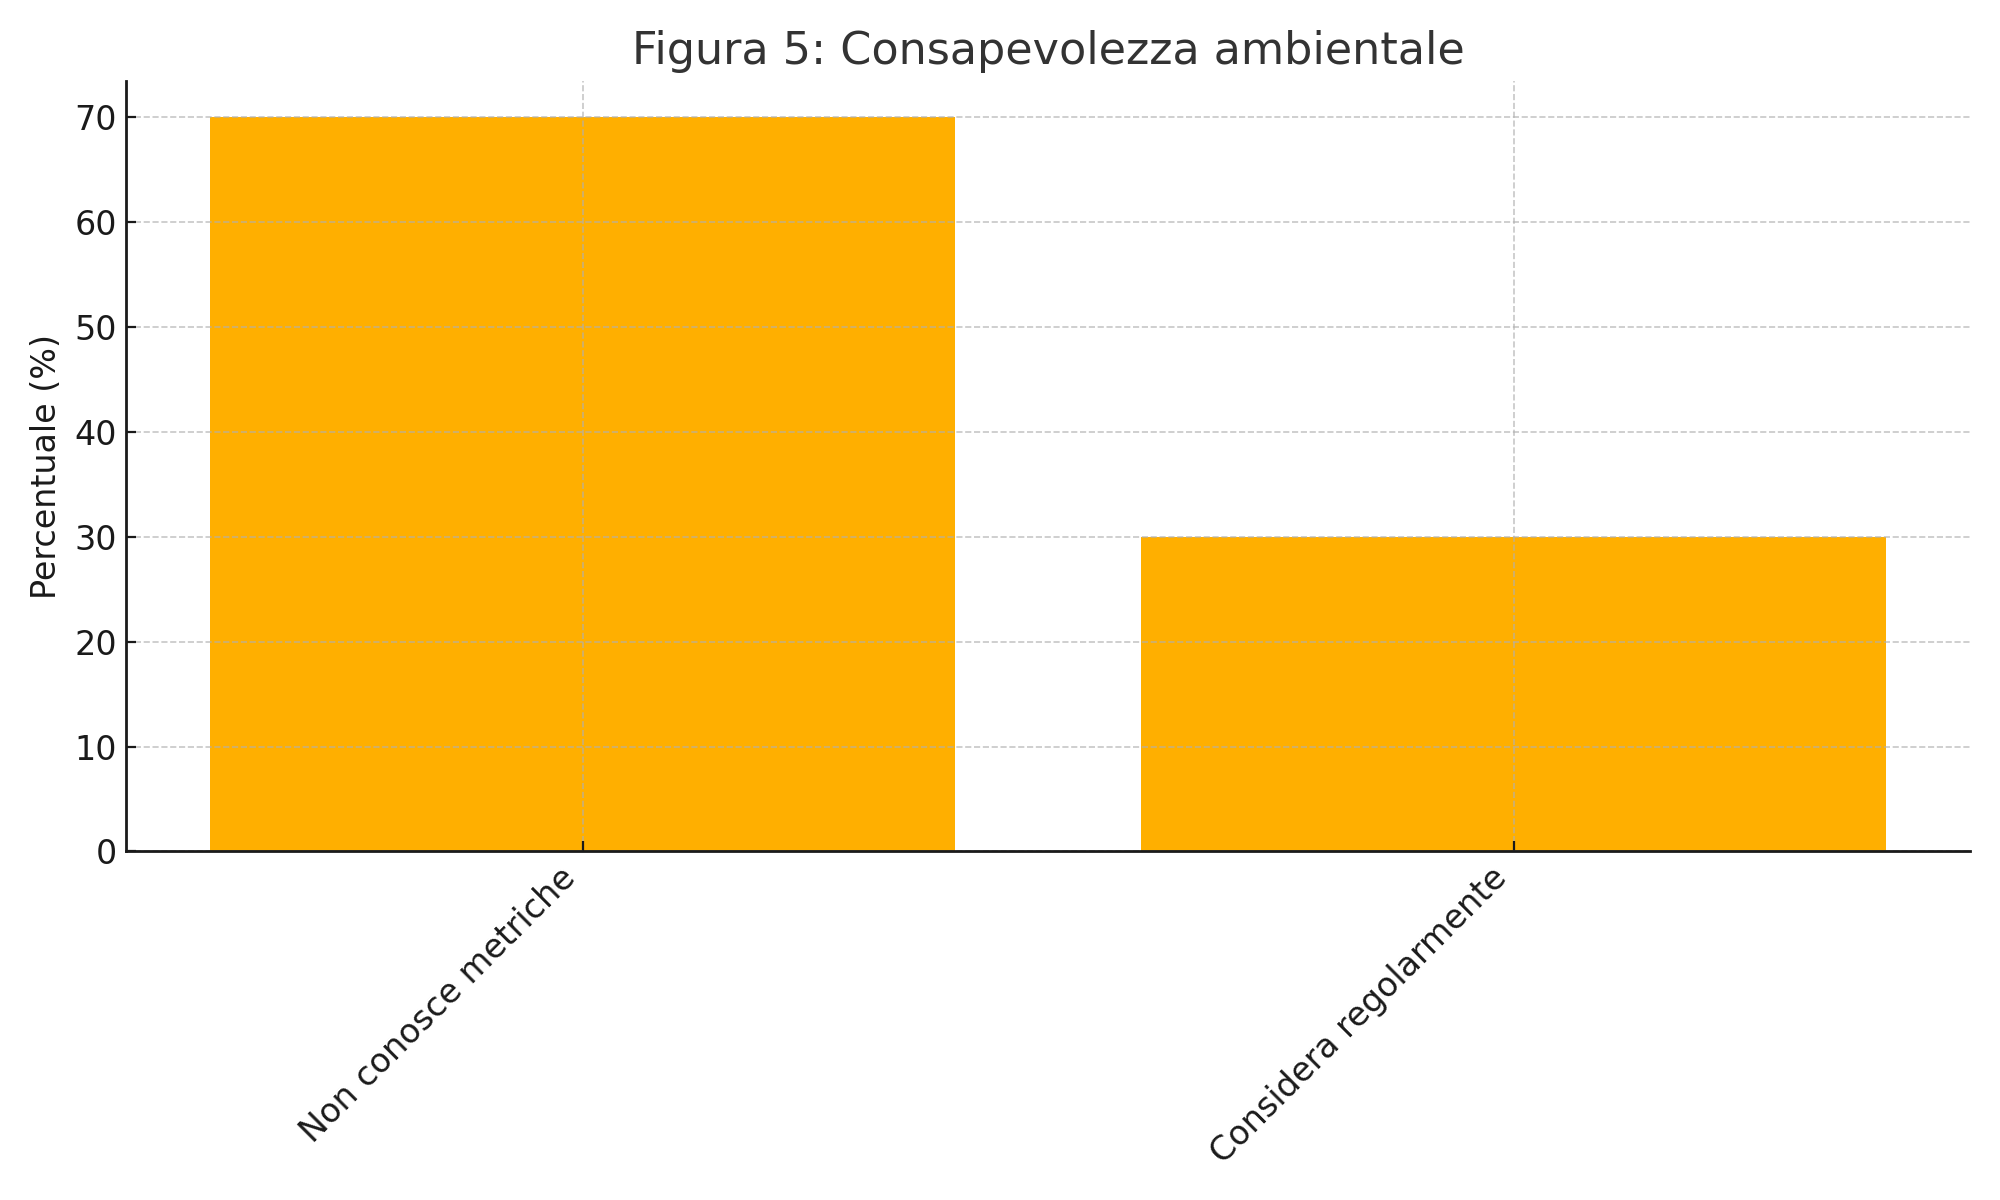 Figura 5: Consapevolezza ambientale
Percentuale (%)
70
60
50
40
30
20
10
0
Non conosce metriche
Considera regolarmente